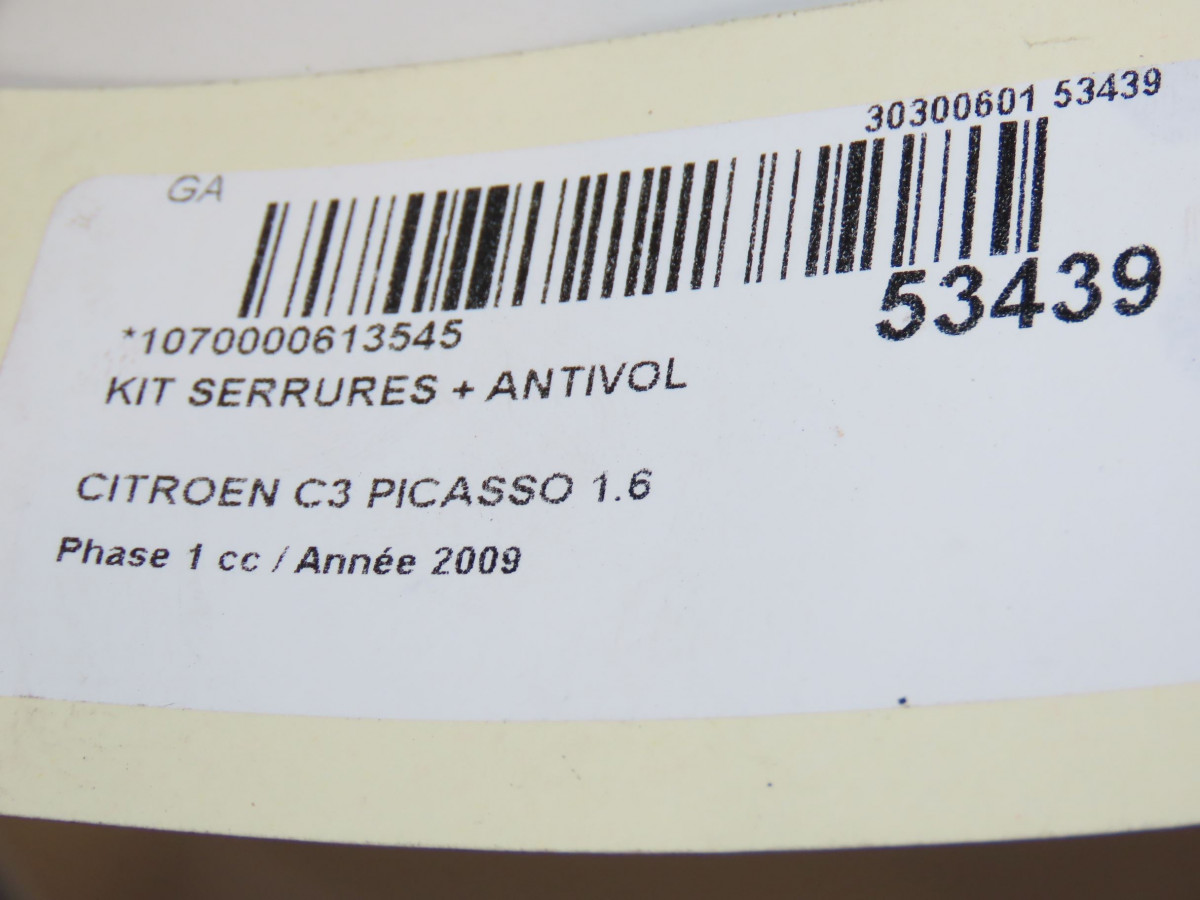 30300601 53439
GA
53439
*1070000613545
KIT SERRURES + ANTIVOL
CITROEN C3 PICASSO 1.6
Phase 1 cc / Année 2009